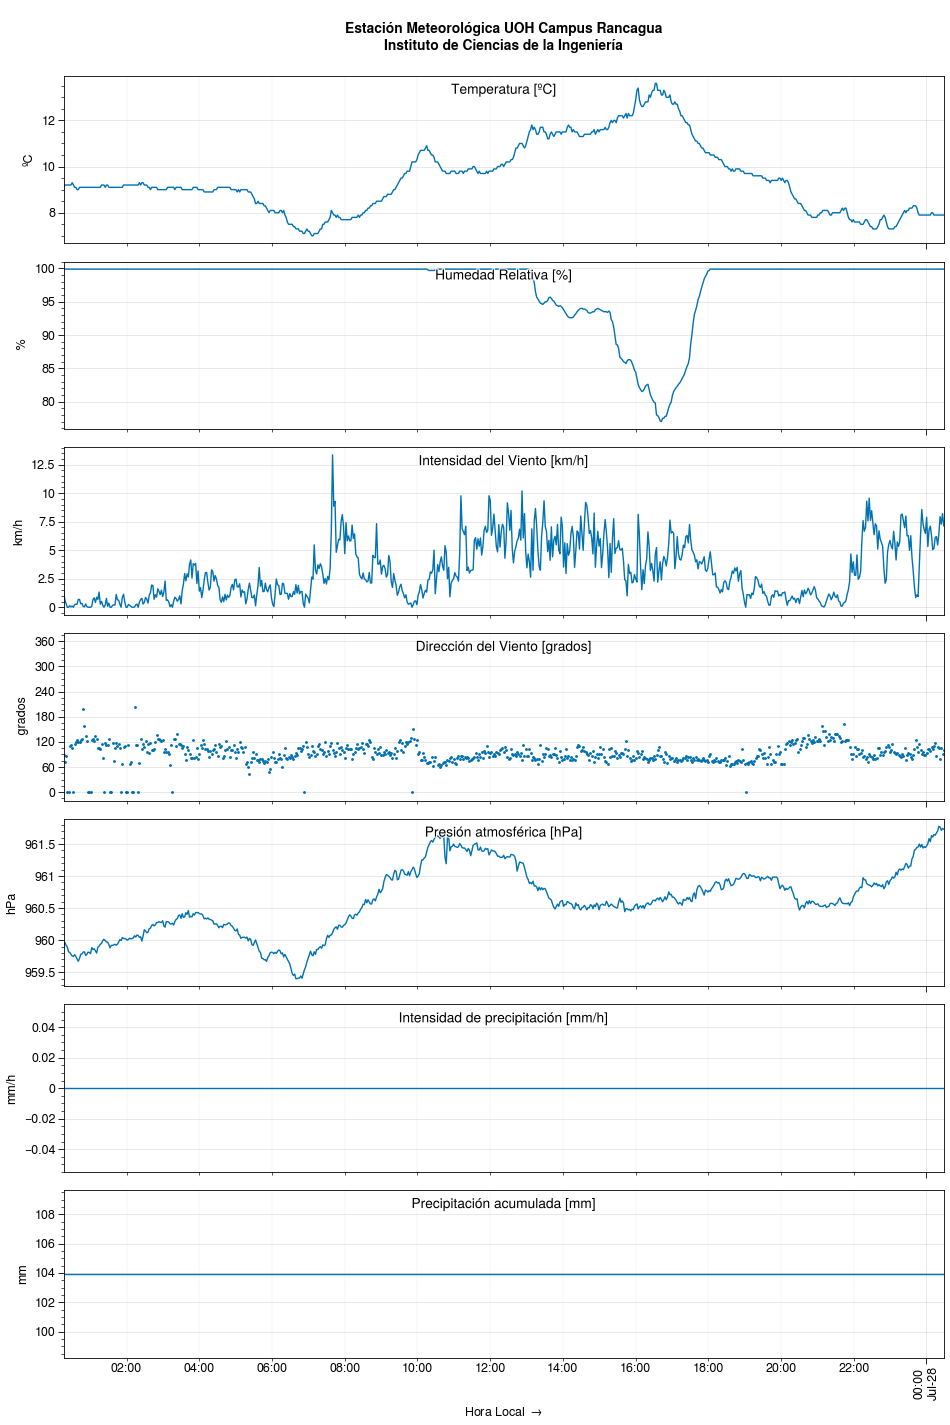 Estación Meteorológica UOH Campus Rancagua
Instituto de Ciencias de la Ingeniería
Temperatura [ºC]
ºC
12
10
8
Humedad Relativa [%]
%
100
95
90
85
80
Intensidad del Viento [km/h]
km/h
12.5
10
7.5
5
2.5
0
Dirección del Viento [grados]
grados
360
300
240
180
120
60
0
Presión atmosférica [hPa]
hPa
961.5
961
960.5
960
959.5
Intensidad de precipitación [mm/h]
mm/h
0.04
0.02
0
−0.02
−0.04
Precipitación acumulada [mm]
mm
108
106
104
102
100
02:00 04:00 06:00 08:00 10:00 12:00 14:00 16:00 18:00 20:00 22:00 00:00
Jul-28
Hora Local →